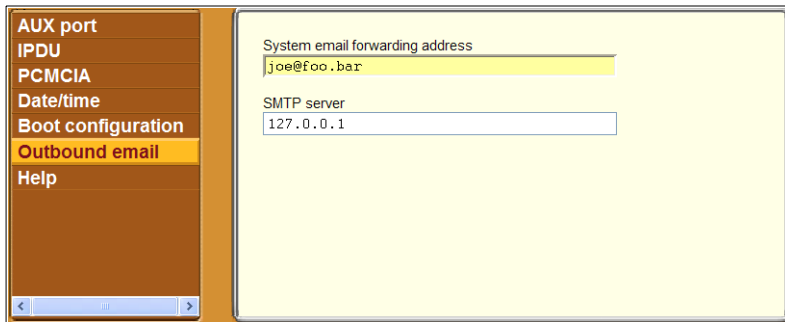 AUX port
IPDU
PCMCIA
Date/time
Boot configuration
Outbound email
Help
System email forwarding address
joe@foo.bar
SMTP server
127.0.0.1